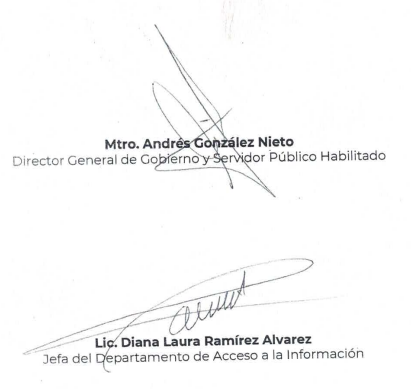 Mtro. Andrés González Nieto
Director General de Gobierno y Servidor Público Habilitado
Lic. Diana Laura Ramírez Alvarez
Jefa del Departamento de Acceso a la Información